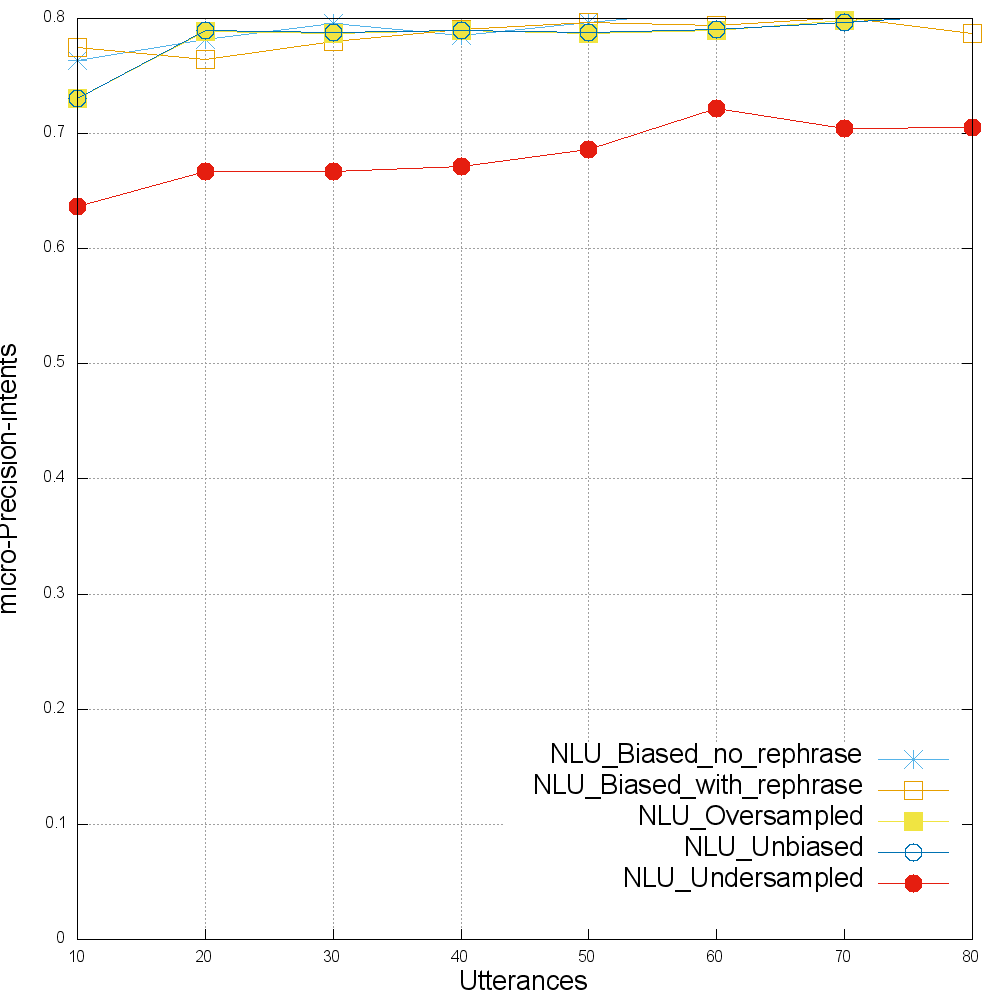 0.8
0.7
0.6
0.5
0.4
0.3
0.2
0.1
0
micro-Precision-intents
NLU_Biased_no_rephrase
NLU_Biased_with_rephrase
NLU_Oversampled
NLU_Unbiased
NLU_Undersampled
10 20 30 40 50 60 70 80
Utterances